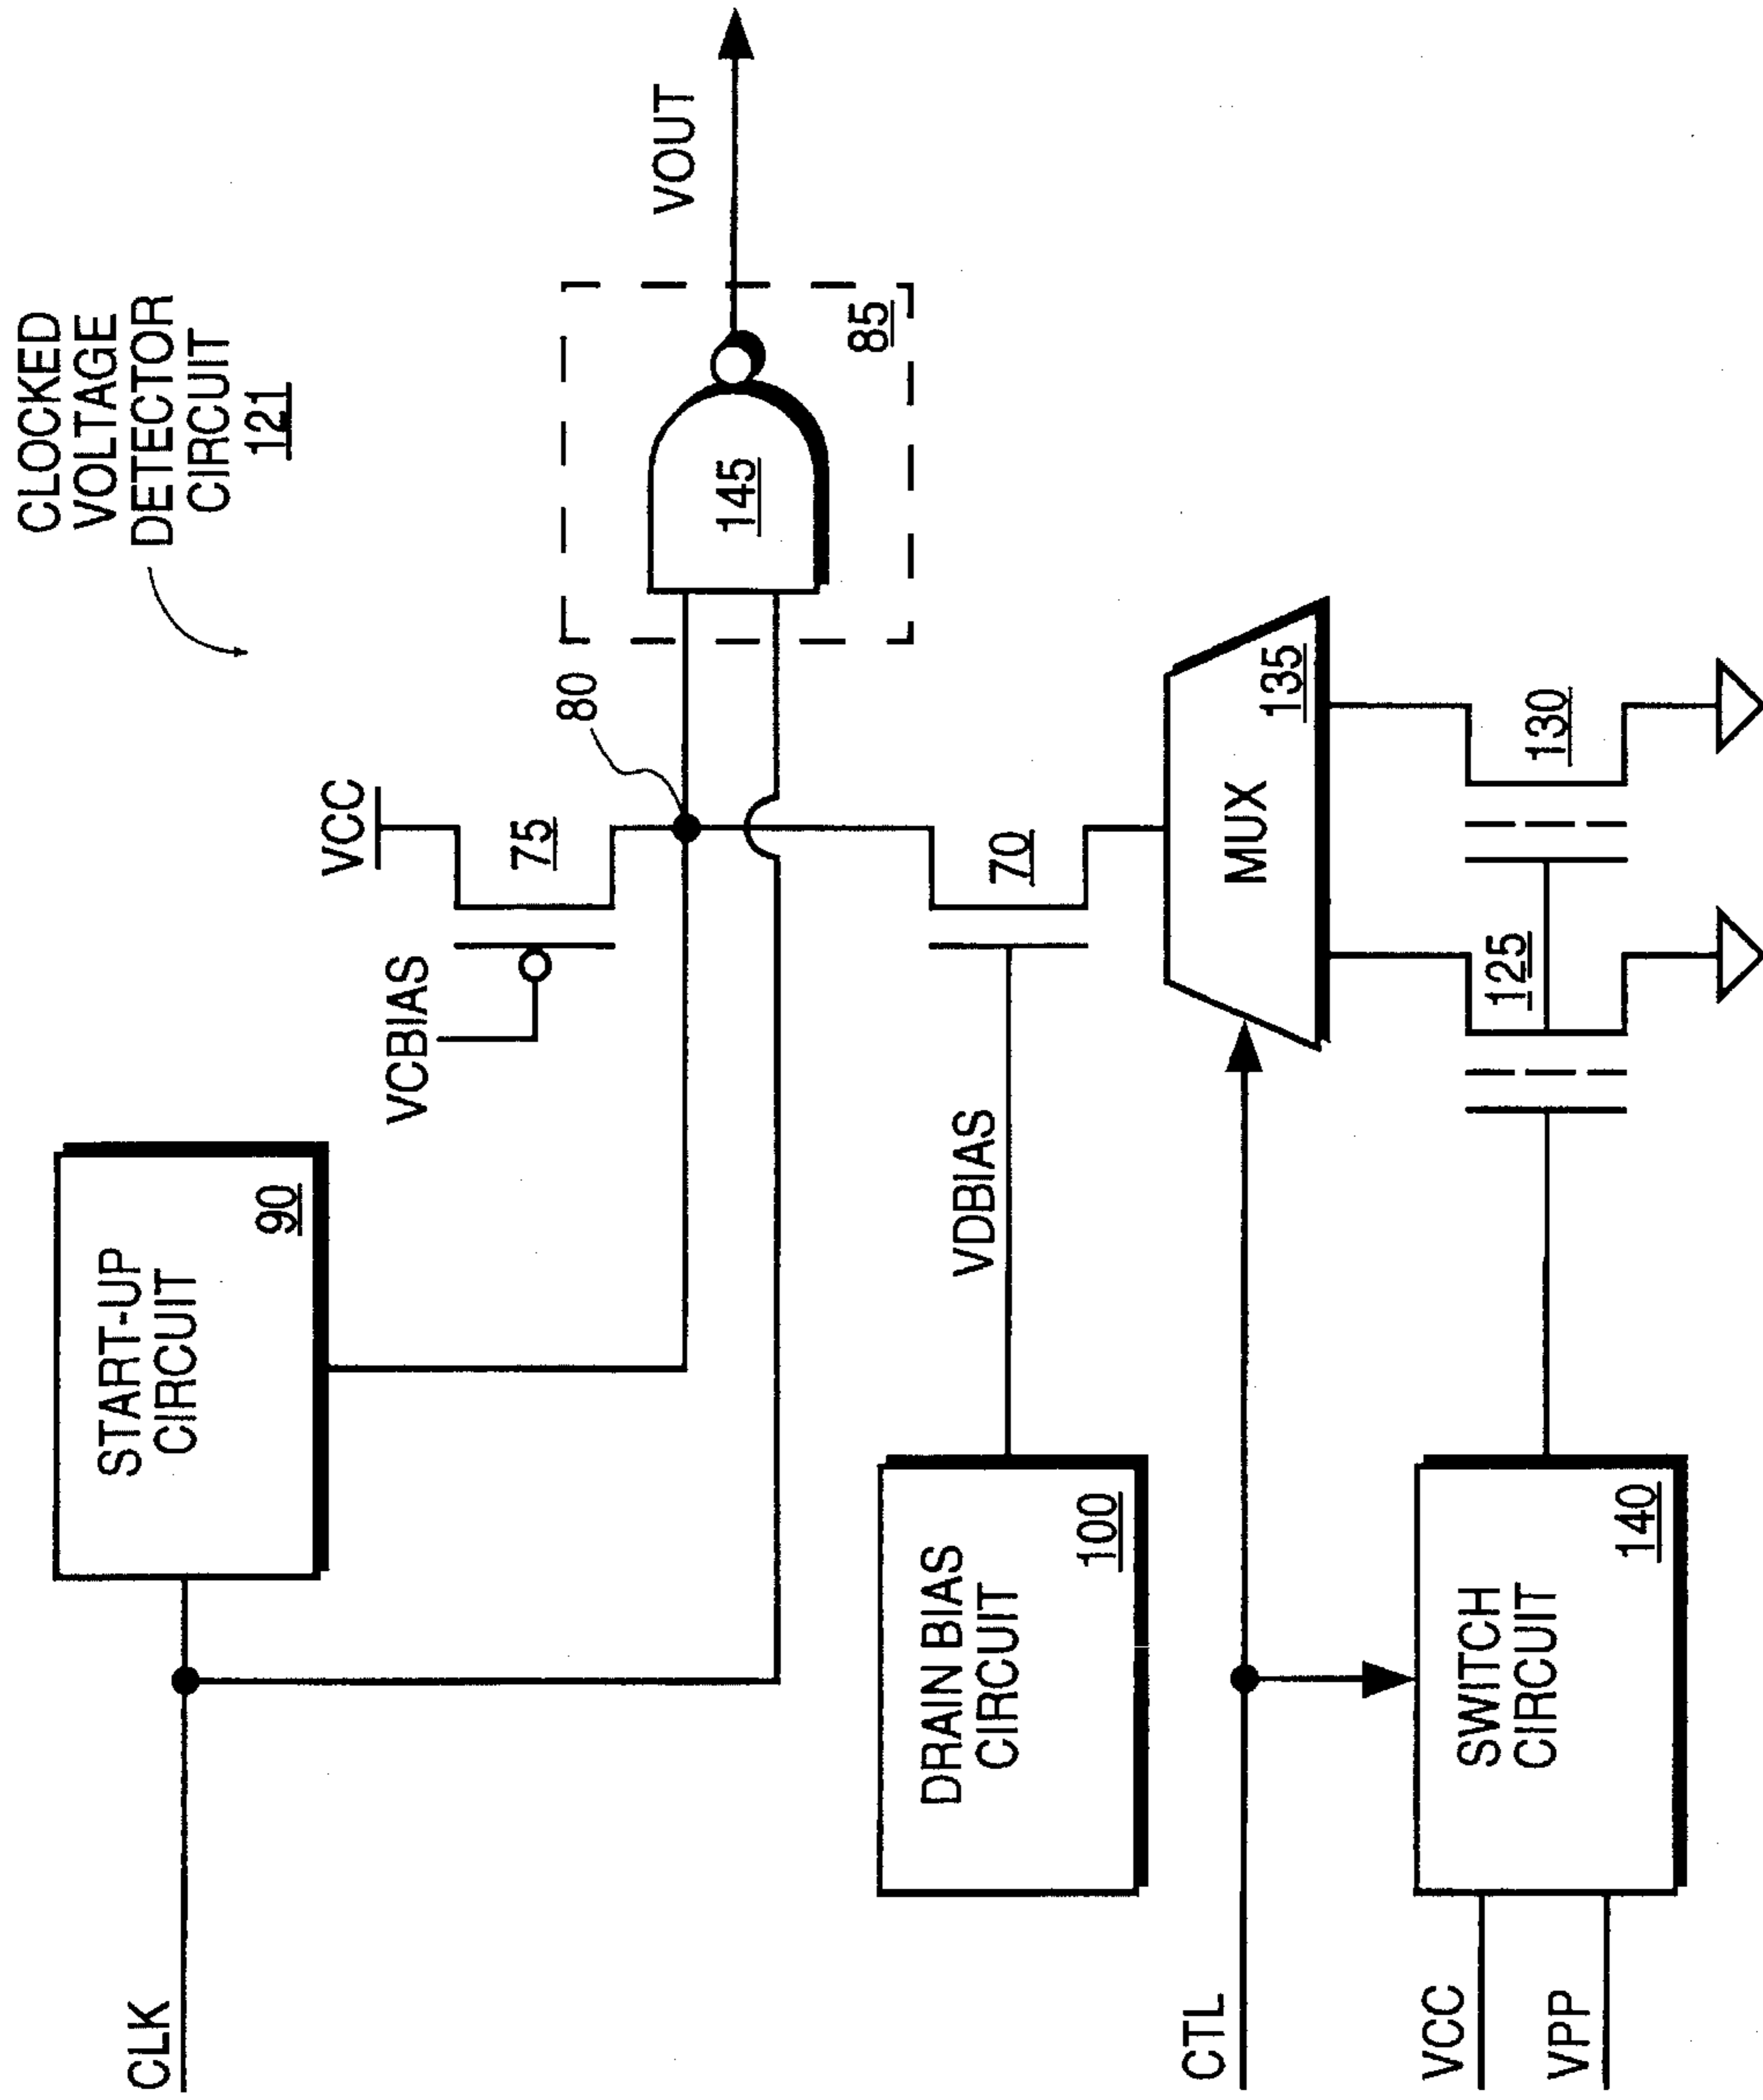 CLOCKED
VOLTAGE
DETECTOR
CIRCUIT
121
CLK
START-UP
CIRCUIT
90
VCC
VCBIAS
75
80
145
85
VOUT
DRAIN BIAS
CIRCUIT
100
VDBIAS
70
CTL
MUX
135
VCC
VPP
SWITCH
CIRCUIT
140
125
130